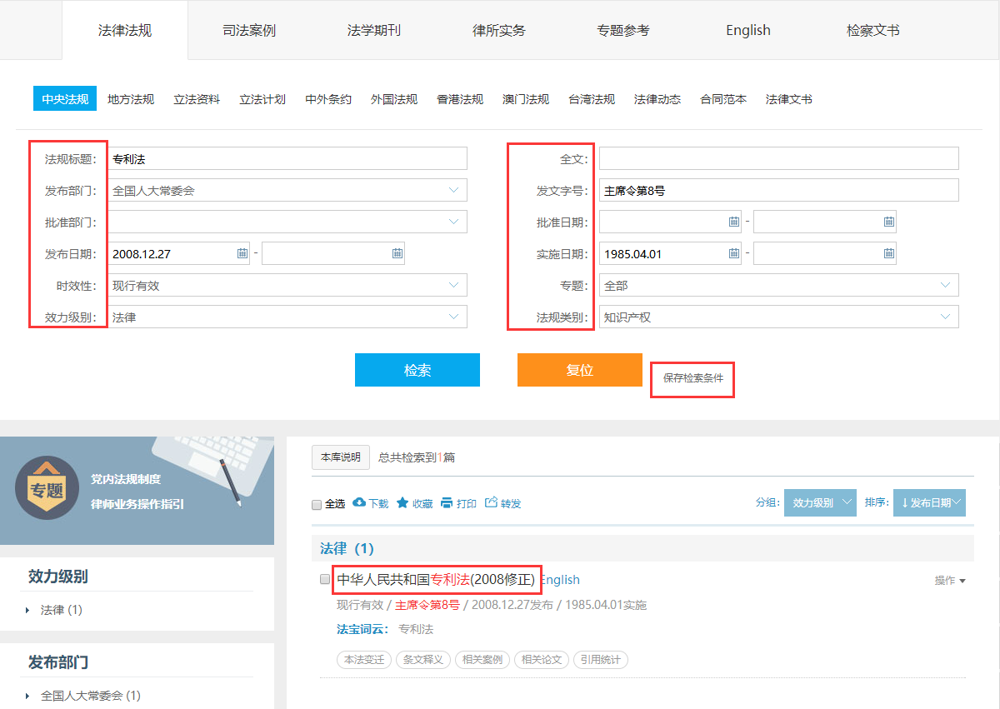 法律法规 司法案例 法学期刊 律所实务 专题参考 English 检察文书
中央法规 地方法规 立法资料 立法计划 中外条约 外国法规 香港法规 澳门法规 台湾法规 法律动态 合同范本 法律文书
法规标题： 专利法 全文：
发布部门： 全国人大常委会 发文字号： 主席令第8号
批准部门： 批准日期： -
发布日期： 2008.12.27 - 实施日期： 1985.04.01 -
时效性： 现行有效 专题： 全部
效力级别： 法律 法规类别： 知识产权
检索 复位 保存检索条件
专题
党内法规制度
律师业务操作指引
效力级别
法律 (1)
发布部门
全国人大常委会 (1)
本库说明 总共检索到1篇
全选 下载 收藏 打印 转发 分组: 效力级别 排序: ↓发布日期
法律（1）
中华人民共和国专利法(2008修正) English 操作
现行有效 / 主席令第8号 / 2008.12.27发布 / 1985.04.01实施
法宝词云： 专利法
本法变迁 条文释义 相关案例 相关论文 引用统计